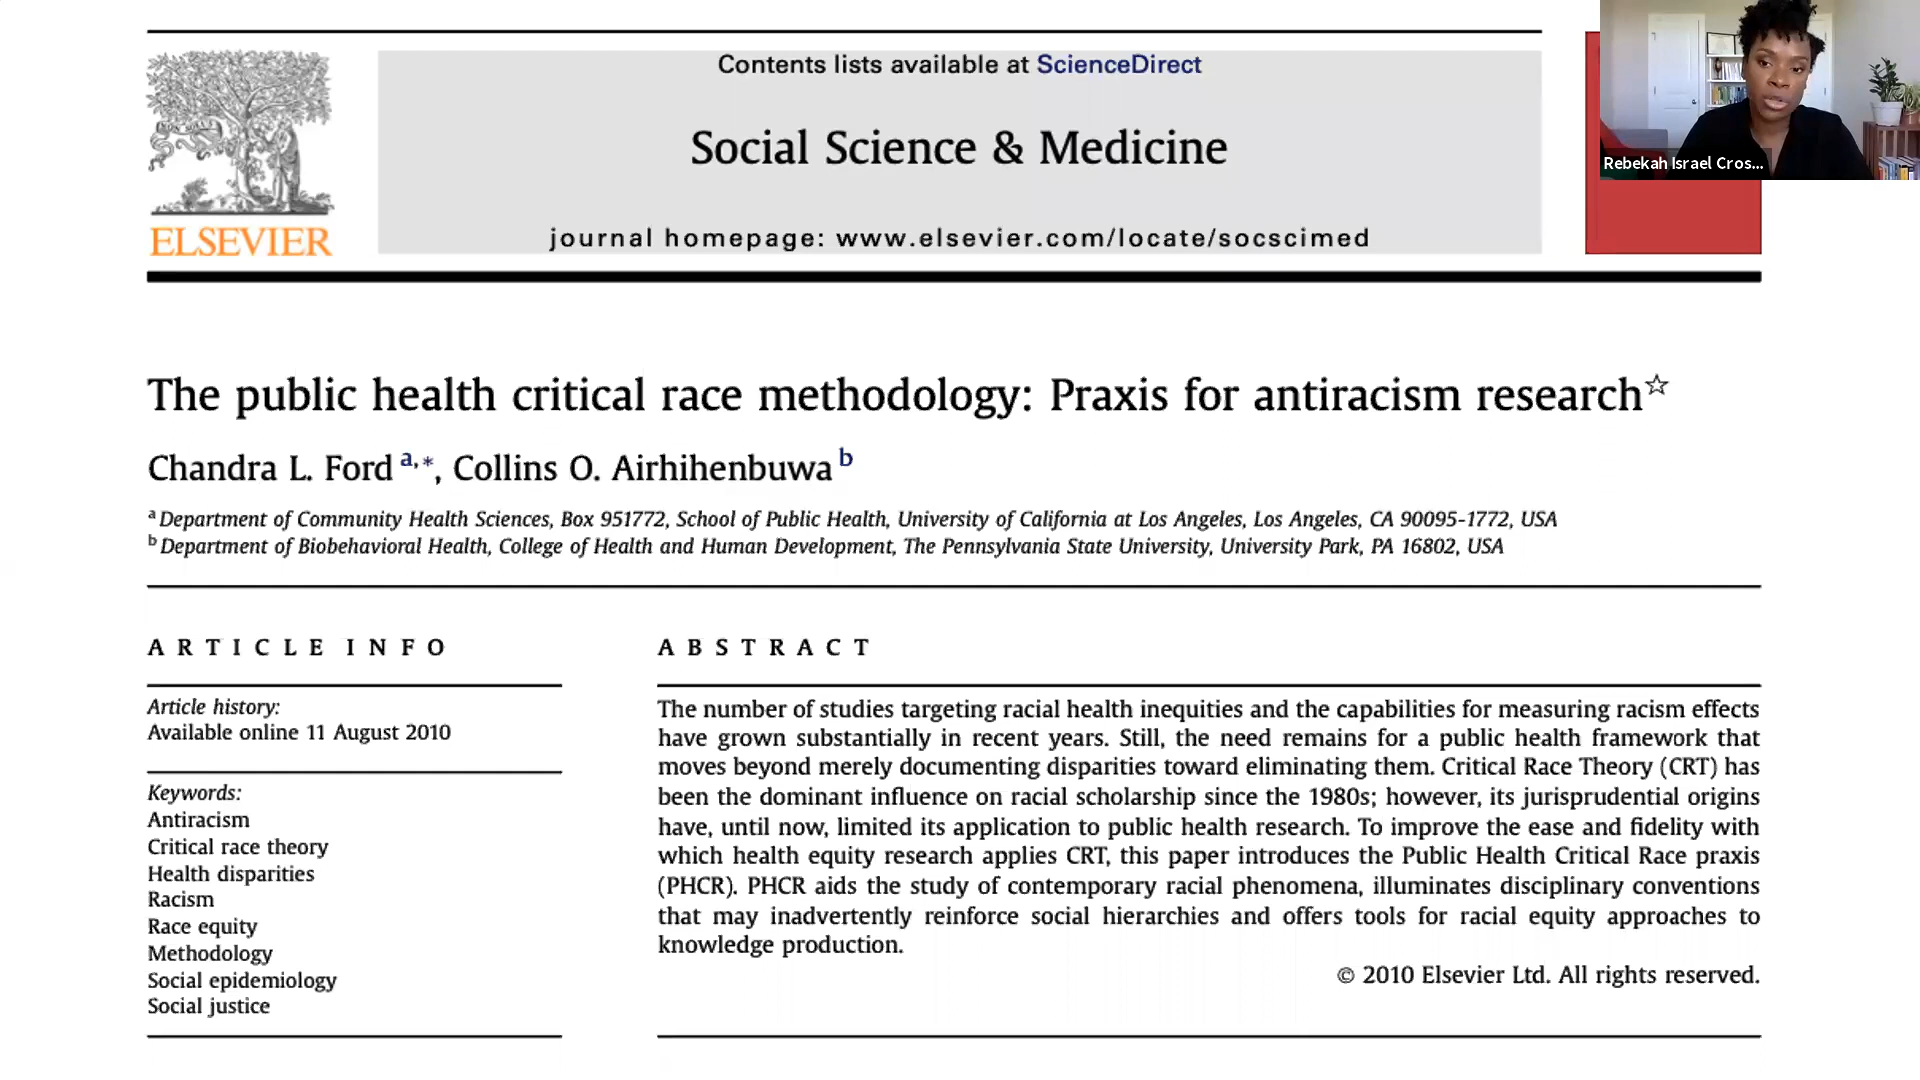 Contents lists available at ScienceDirect
Social Science & Medicine
journal homepage: www.elsevier.com/locate/socscimed
ELSEVIER
Rebekah Israel Cros...
The public health critical race methodology: Praxis for antiracism research☆
Chandra L. Ford a,*, Collins O. Airhihenbuwa b
a Department of Community Health Sciences, Box 951772, School of Public Health, University of California at Los Angeles, Los Angeles, CA 90095-1772, USA
b Department of Biobehavioral Health, College of Health and Human Development, The Pennsylvania State University, University Park, PA 16802, USA
ARTICLE INFO
Article history:
Available online 11 August 2010
Keywords:
Antiracism
Critical race theory
Health disparities
Racism
Race equity
Methodology
Social epidemiology
Social justice
ABSTRACT
The number of studies targeting racial health inequities and the capabilities for measuring racism effects
have grown substantially in recent years. Still, the need remains for a public health framework that
moves beyond merely documenting disparities toward eliminating them. Critical Race Theory (CRT) has
been the dominant influence on racial scholarship since the 1980s; however, its jurisprudential origins
have, until now, limited its application to public health research. To improve the ease and fidelity with
which health equity research applies CRT, this paper introduces the Public Health Critical Race praxis
(PHCR). PHCR aids the study of contemporary racial phenomena, illuminates disciplinary conventions
that may inadvertently reinforce social hierarchies and offers tools for racial equity approaches to
knowledge production.
© 2010 Elsevier Ltd. All rights reserved.